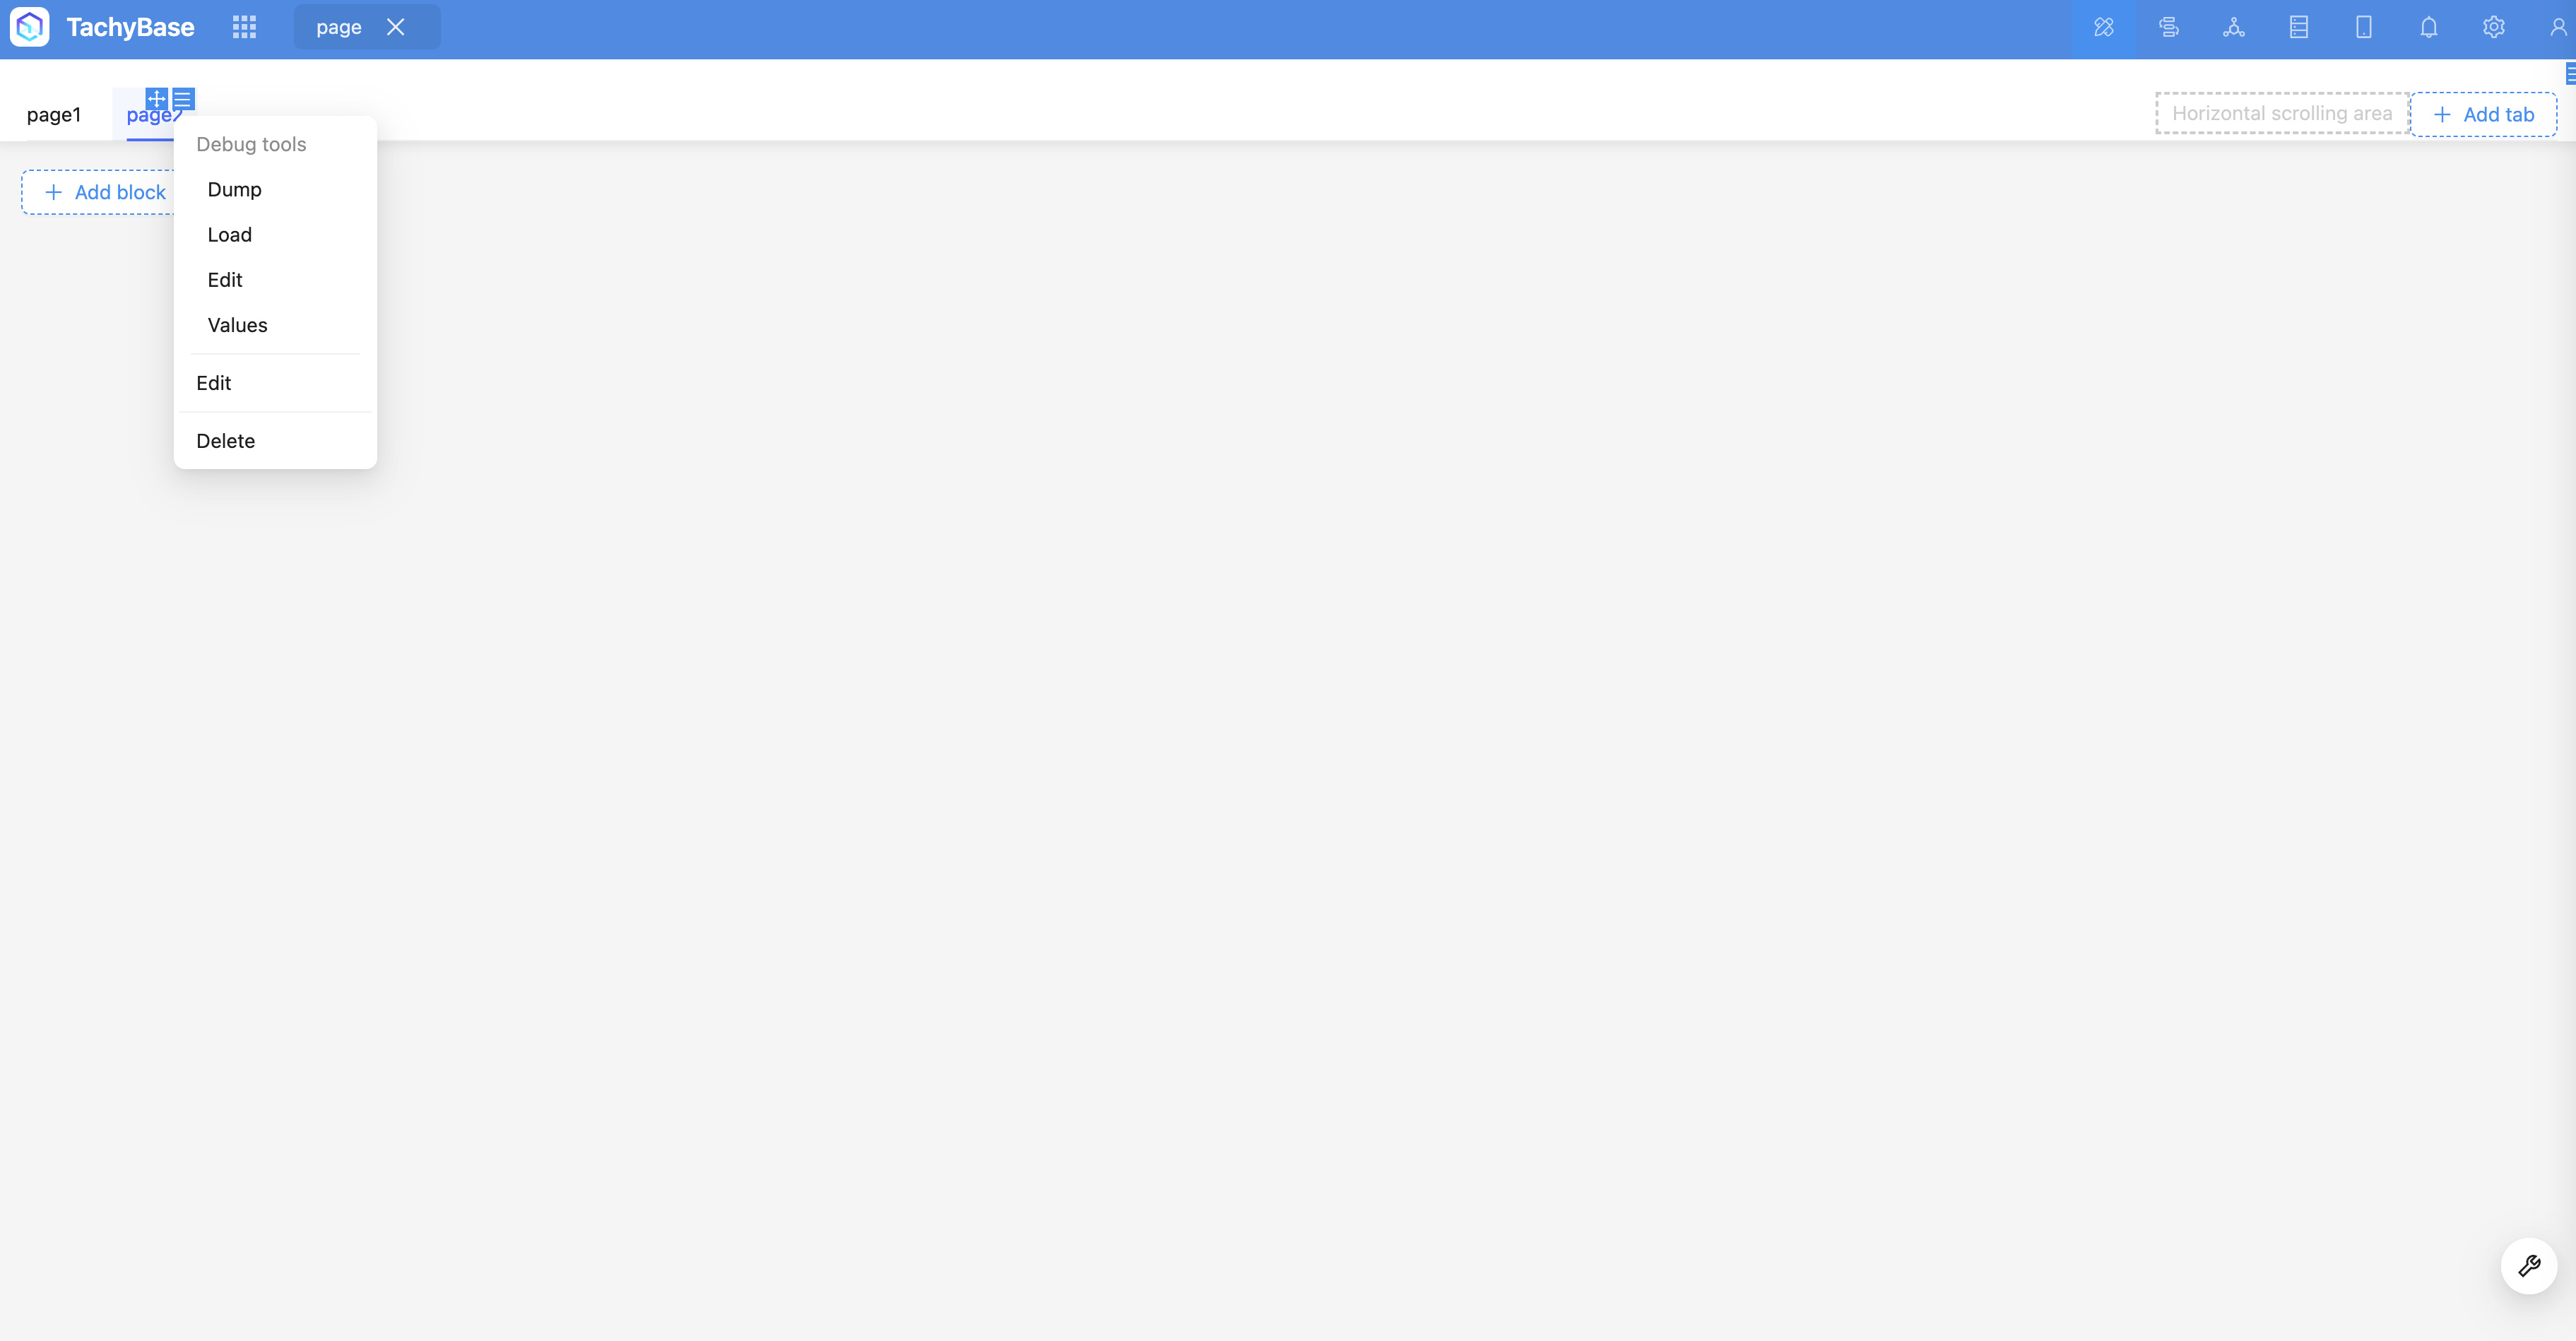 TachyBase
page
page1
page2
Horizontal scrolling area
Add tab
Add block
Debug tools
Dump
Load
Edit
Values
Edit
Delete